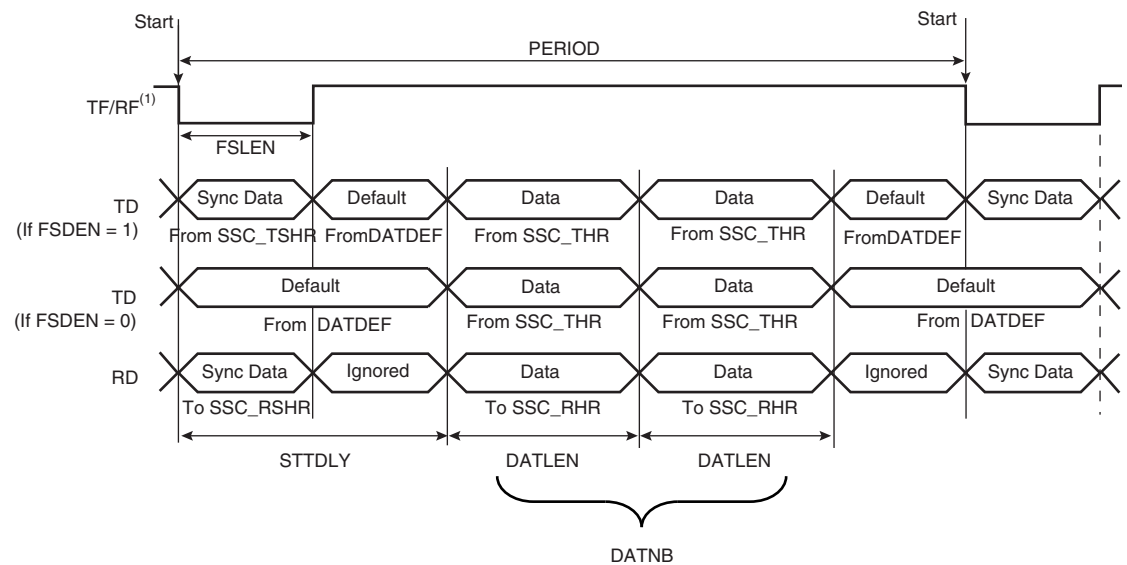 Start
Start
PERIOD
TF/RF(1)
FSLEN
TD
(If FSDEN = 1)
Sync Data
Default
Data
Data
Default
Sync Data
From SSC_TSHR
FromDATDEF
From SSC_THR
From SSC_THR
FromDATDEF
TD
(If FSDEN = 0)
Default
Data
Data
Default
From DATDEF
From SSC_THR
From SSC_THR
From DATDEF
RD
Sync Data
Ignored
Data
Data
Ignored
Sync Data
To SSC_RSHR
To SSC_RHR
To SSC_RHR
STTDLY
DATLEN
DATLEN
DATNB